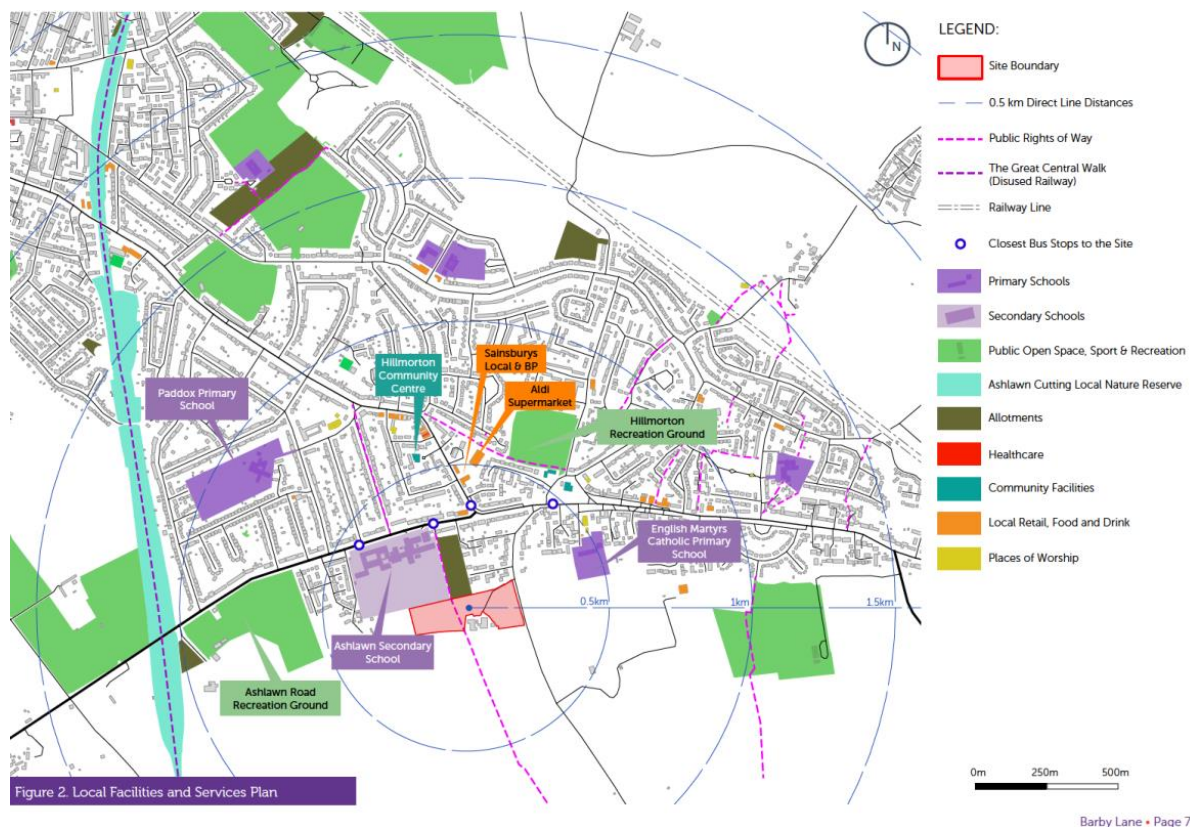 LEGEND:
N
Site Boundary
0.5 km Direct Line Distances
Public Rights of Way
The Great Central Walk
(Disused Railway)
Railway Line
Closest Bus Stops to the Site
Primary Schools
Secondary Schools
Public Open Space, Sport & Recreation
Ashlawn Cutting Local Nature Reserve
Allotments
Healthcare
Community Facilities
Local Retail, Food and Drink
Places of Worship
Hillmorton
Community
Centre
Sainsburys
Local & BP
Aldi
Supermarket
Paddox Primary
School
Hillmorton
Recreation Ground
English Martyrs
Catholic Primary
School
0.5km
1km
1.5km
Ashlawn Secondary
School
Ashlawn Road
Recreation Ground
0m
250m
500m
Figure 2. Local Facilities and Services Plan
Barby Lane • Page 7